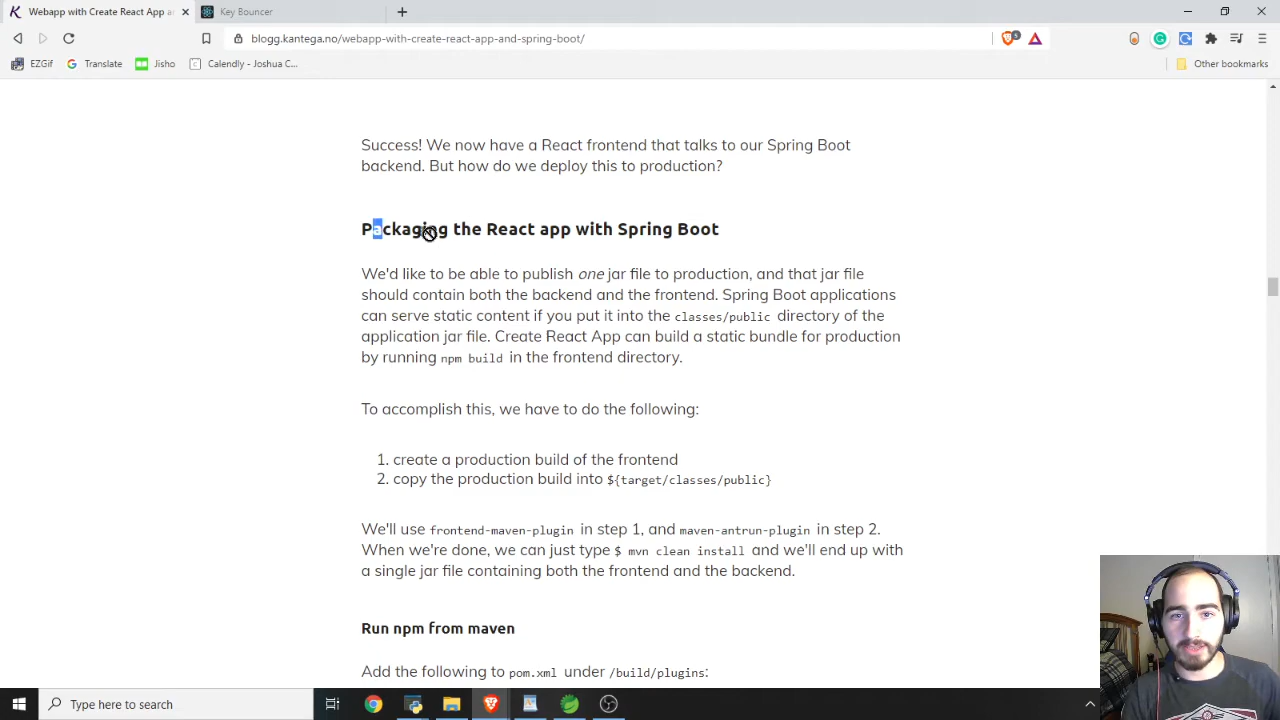 Webapp with Create React App a
Key Bouncer
blogg.kantega.no/webapp-with-create-react-app-and-spring-boot/
5
EZGif
Translate
Jisho
Calendly - Joshua C...
Other bookmarks
Success! We now have a React frontend that talks to our Spring Boot
backend. But how do we deploy this to production?
Packaging the React app with Spring Boot
We'd like to be able to publish one jar file to production, and that jar file
should contain both the backend and the frontend. Spring Boot applications
can serve static content if you put it into the classes/public directory of the
application jar file. Create React App can build a static bundle for production
by running npm build in the frontend directory.
To accomplish this, we have to do the following:
1. create a production build of the frontend
2. copy the production build into ${target/classes/public}
We'll use frontend-maven-plugin in step 1, and maven-antrun-plugin in step 2.
When we're done, we can just type $ mvn clean install and we'll end up with
a single jar file containing both the frontend and the backend.
Run npm from maven
Add the following to pom.xml under /build/plugins:
Type here to search